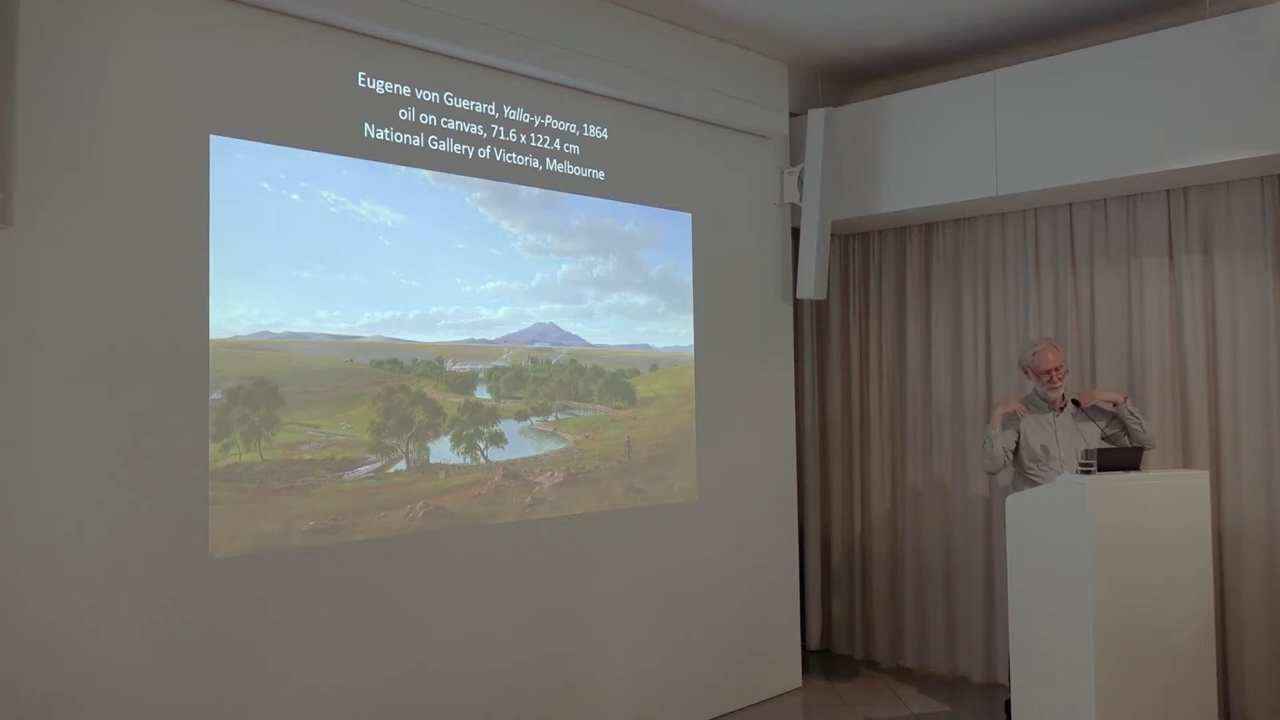 Eugene von Guerard, Yalla-y-Poora, 1864
oil on canvas, 71.6 x 122.4 cm
National Gallery of Victoria, Melbourne